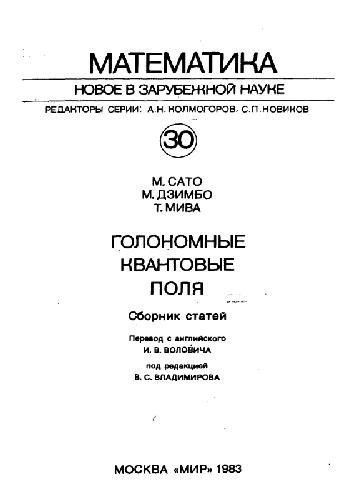 МАТЕМАТИКА
НОВОЕ В ЗАРУБЕЖНОЙ НАУКЕ
РЕДАКТОРЫ СЕРИИ: А.Н. КОЛМОГОРОВ, С.П. НОВИКОВ
30
М. САТО
М. ДЗИМБО
Т. МИВА
ГОЛОНОМНЫЕ
КВАНТОВЫЕ
ПОЛЯ
Сборник статей
Перевод с английского
И. В. ВОЛОВИЧА
под редакцией
В. С. ВЛАДИМИРОВА
МОСКВА «МИР» 1983